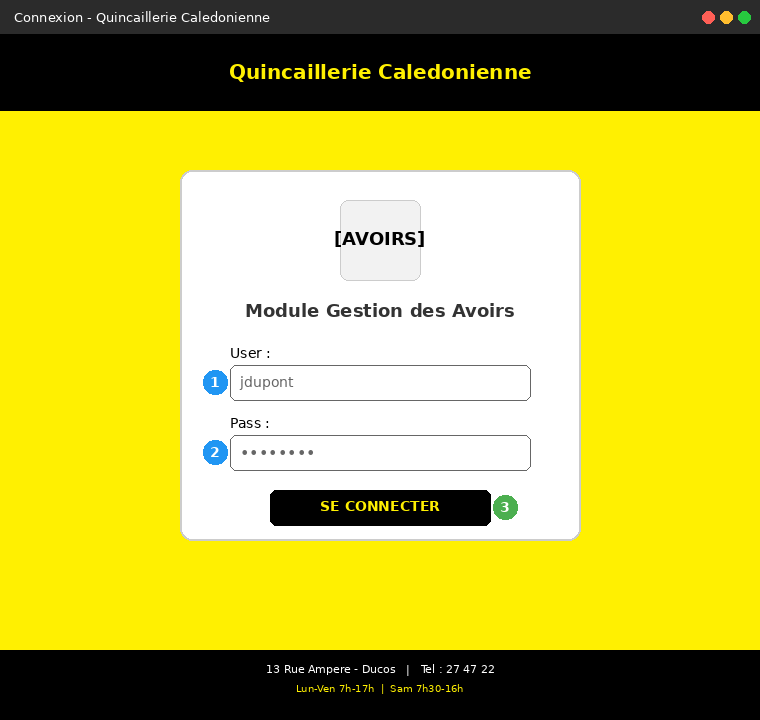 Connexion - Quincaillerie Caledonienne
Quincaillerie Caledonienne
[AVOIRS]
Module Gestion des Avoirs
User :
1 jdupont
Pass :
2 ••••••••
SE CONNECTER 3
13 Rue Ampere - Ducos | Tel : 27 47 22
Lun-Ven 7h-17h | Sam 7h30-16h